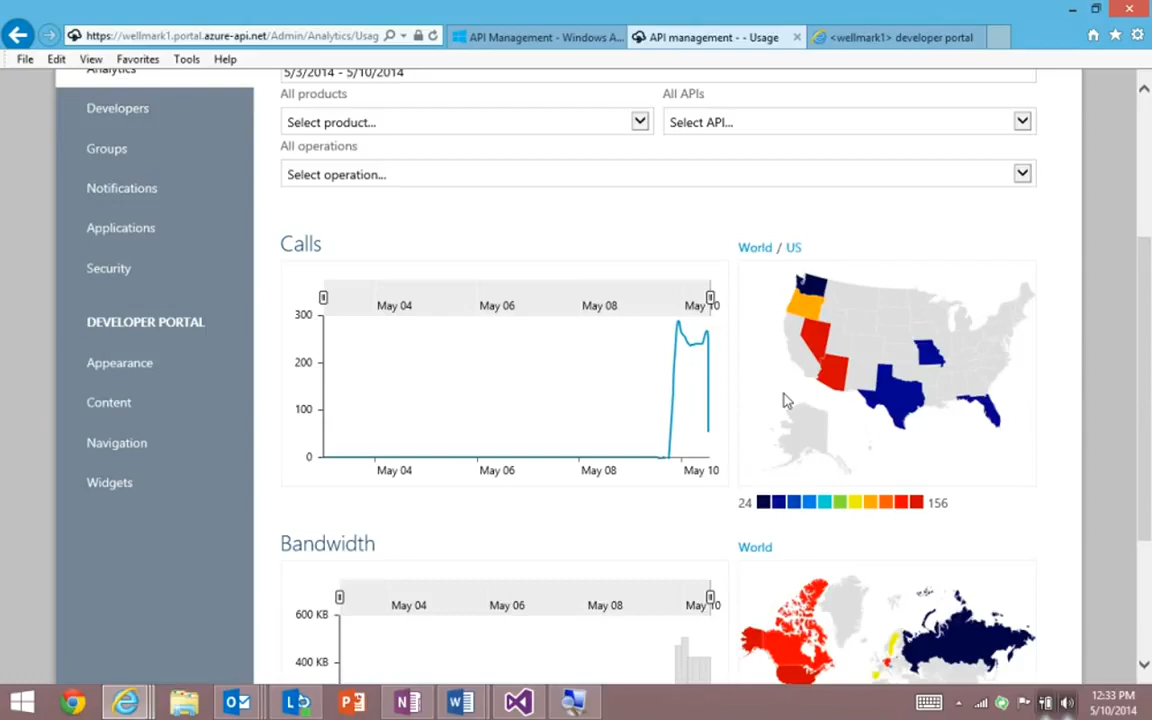 https://wellmark1.portal.azure-api.net/Admin/Analytics/Usag
API Management - Windows A...
API management - - Usage
<wellmark1> developer portal
File Edit View Favorites Tools Help
Analytics
5/3/2014 - 5/10/2014
All products
All APIs
Select product...
Select API...
All operations
Select operation...
Developers
Groups
Notifications
Applications
Security
DEVELOPER PORTAL
Appearance
Content
Navigation
Widgets
Calls
World / US
May 04 May 06 May 08 May 10
300
200
100
0
May 04 May 06 May 08 May 10
24
156
Bandwidth
World
May 04 May 06 May 08 May 10
600 KB
400 KB
12:33 PM
5/10/2014